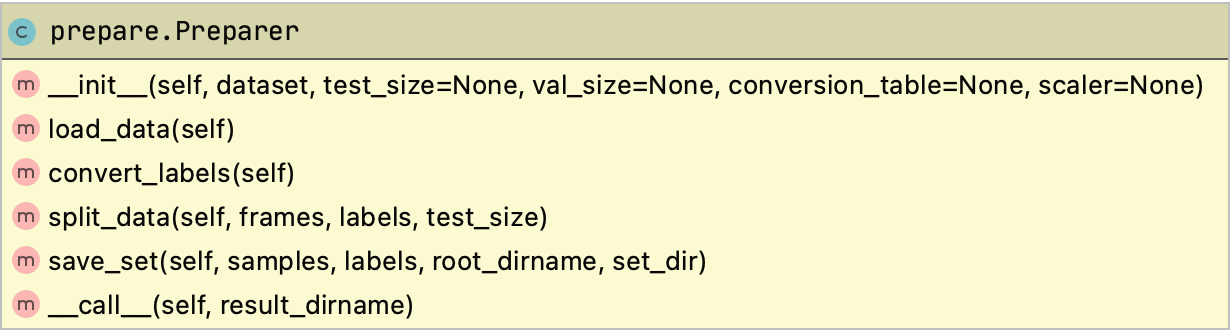 C prepare.Preparer
m __init__(self, dataset, test_size=None, val_size=None, conversion_table=None, scaler=None)
m load_data(self)
m convert_labels(self)
m split_data(self, frames, labels, test_size)
m save_set(self, samples, labels, root_dirname, set_dir)
m __call__(self, result_dirname)